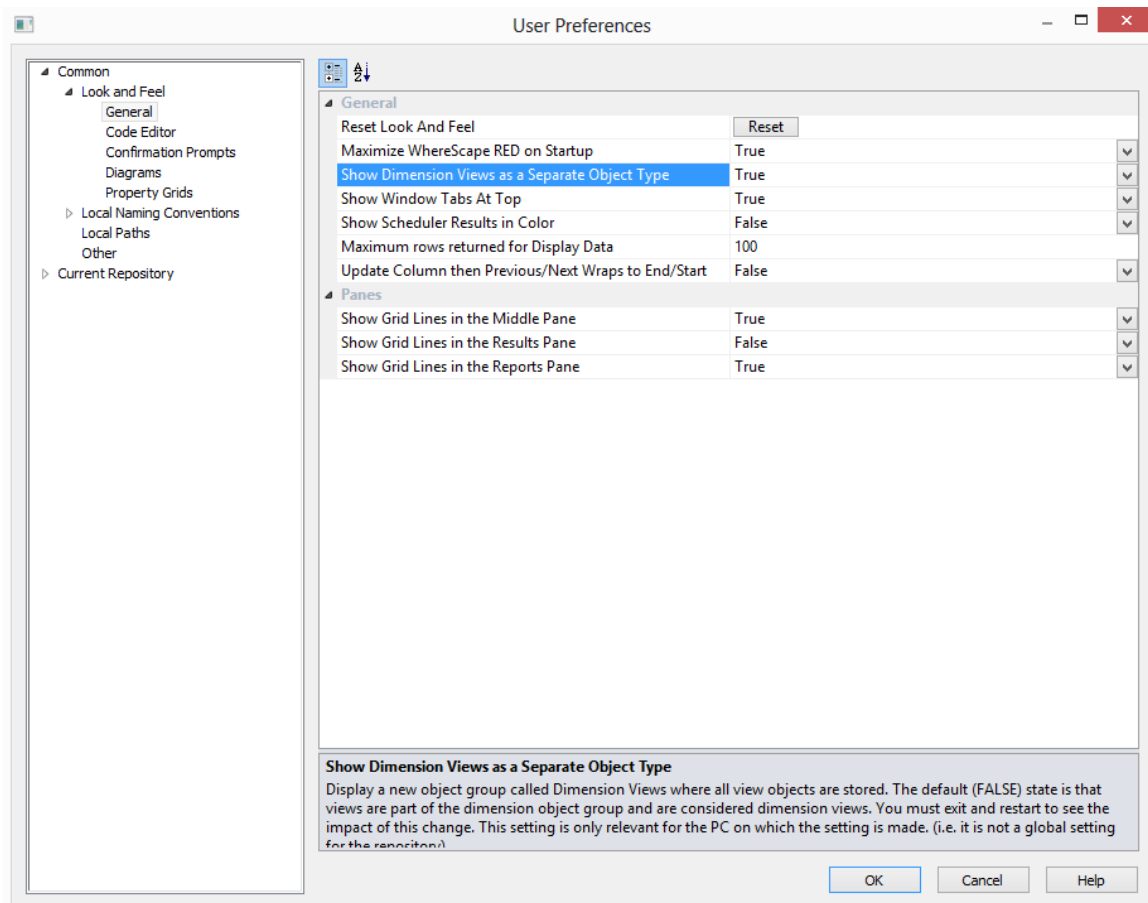 User Preferences
Common
Look and Feel
General
Code Editor
Confirmation Prompts
Diagrams
Property Grids
Local Naming Conventions
Local Paths
Other
Current Repository
General
Reset Look And Feel Reset
Maximize WhereScape RED on Startup True
Show Dimension Views as a Separate Object Type True
Show Window Tabs At Top True
Show Scheduler Results in Color False
Maximum rows returned for Display Data 100
Update Column then Previous/Next Wraps to End/Start False
Panes
Show Grid Lines in the Middle Pane True
Show Grid Lines in the Results Pane False
Show Grid Lines in the Reports Pane True
Show Dimension Views as a Separate Object Type
Display a new object group called Dimension Views where all view objects are stored. The default (FALSE) state is that
views are part of the dimension object group and are considered dimension views. You must exit and restart to see the
impact of this change. This setting is only relevant for the PC on which the setting is made. (i.e. it is not a global setting
for the repository)
OK Cancel Help